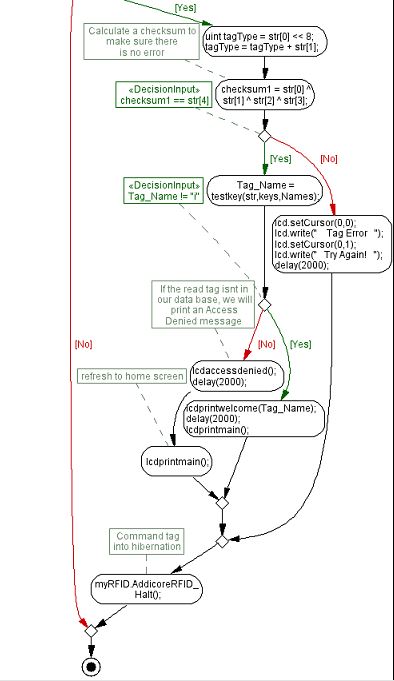 [Yes]
Calculate a checksum to
make sure there
is no error
uint tagType = str[0] << 8;
tagType = tagType + str[1];
«DecisionInput»
checksum1 == str[4]
checksum1 = str[0] ^
str[1] ^ str[2] ^ str[3];
[Yes]
[No]
«DecisionInput»
Tag_Name != "/"
Tag_Name =
testkey(str,keys,Names);
lcd.setCursor(0,0);
lcd.write("   Tag Error   ");
lcd.setCursor(0,1);
lcd.write("   Try Again!   ");
delay(2000);
If the read tag isnt in
our data base, we will
print an Access
Denied message
[No]
[No]
[Yes]
refresh to home screen
lcdaccessdenied();
delay(2000);
lcdprintwelcome(Tag_Name);
delay(2000);
lcdprintmain();
lcdprintmain();
Command tag
into hibernation
myRFID.AddicoreRFID_
Halt();